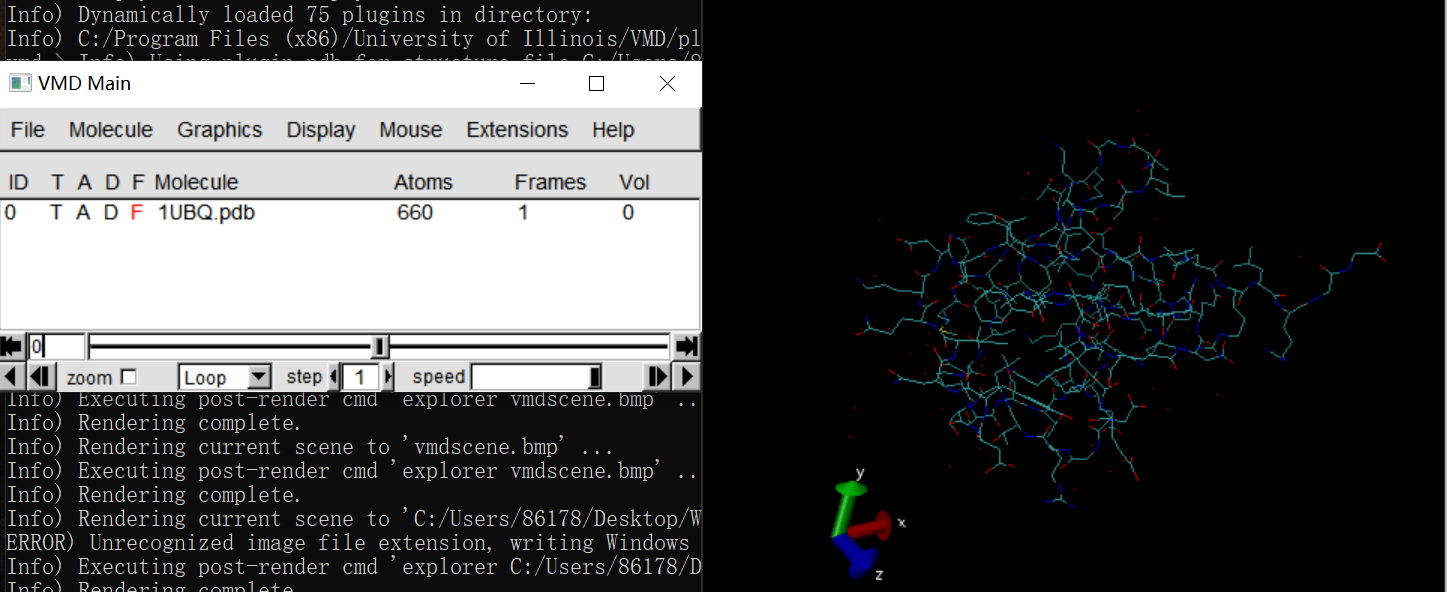 Info) Dynamically loaded 75 plugins in directory:
Info) C:/Program Files (x86)/University of Illinois/VMD/pl
VMD Main
File Molecule Graphics Display Mouse Extensions Help
ID T A D F Molecule Atoms Frames Vol
0 T A D F 1UBQ.pdb 660 1 0
0
zoom Loop step 1 speed
Info) Executing post-render cmd 'explorer vmdscene.bmp' ..
Info) Rendering complete.
Info) Rendering current scene to 'vmdscene.bmp' ...
Info) Executing post-render cmd 'explorer vmdscene.bmp' ..
Info) Rendering complete.
Info) Rendering current scene to 'C:/Users/86178/Desktop/W
ERROR) Unrecognized image file extension, writing Windows
Info) Executing post-render cmd 'explorer C:/Users/86178/D
Info) Rendering complete
y
x
z